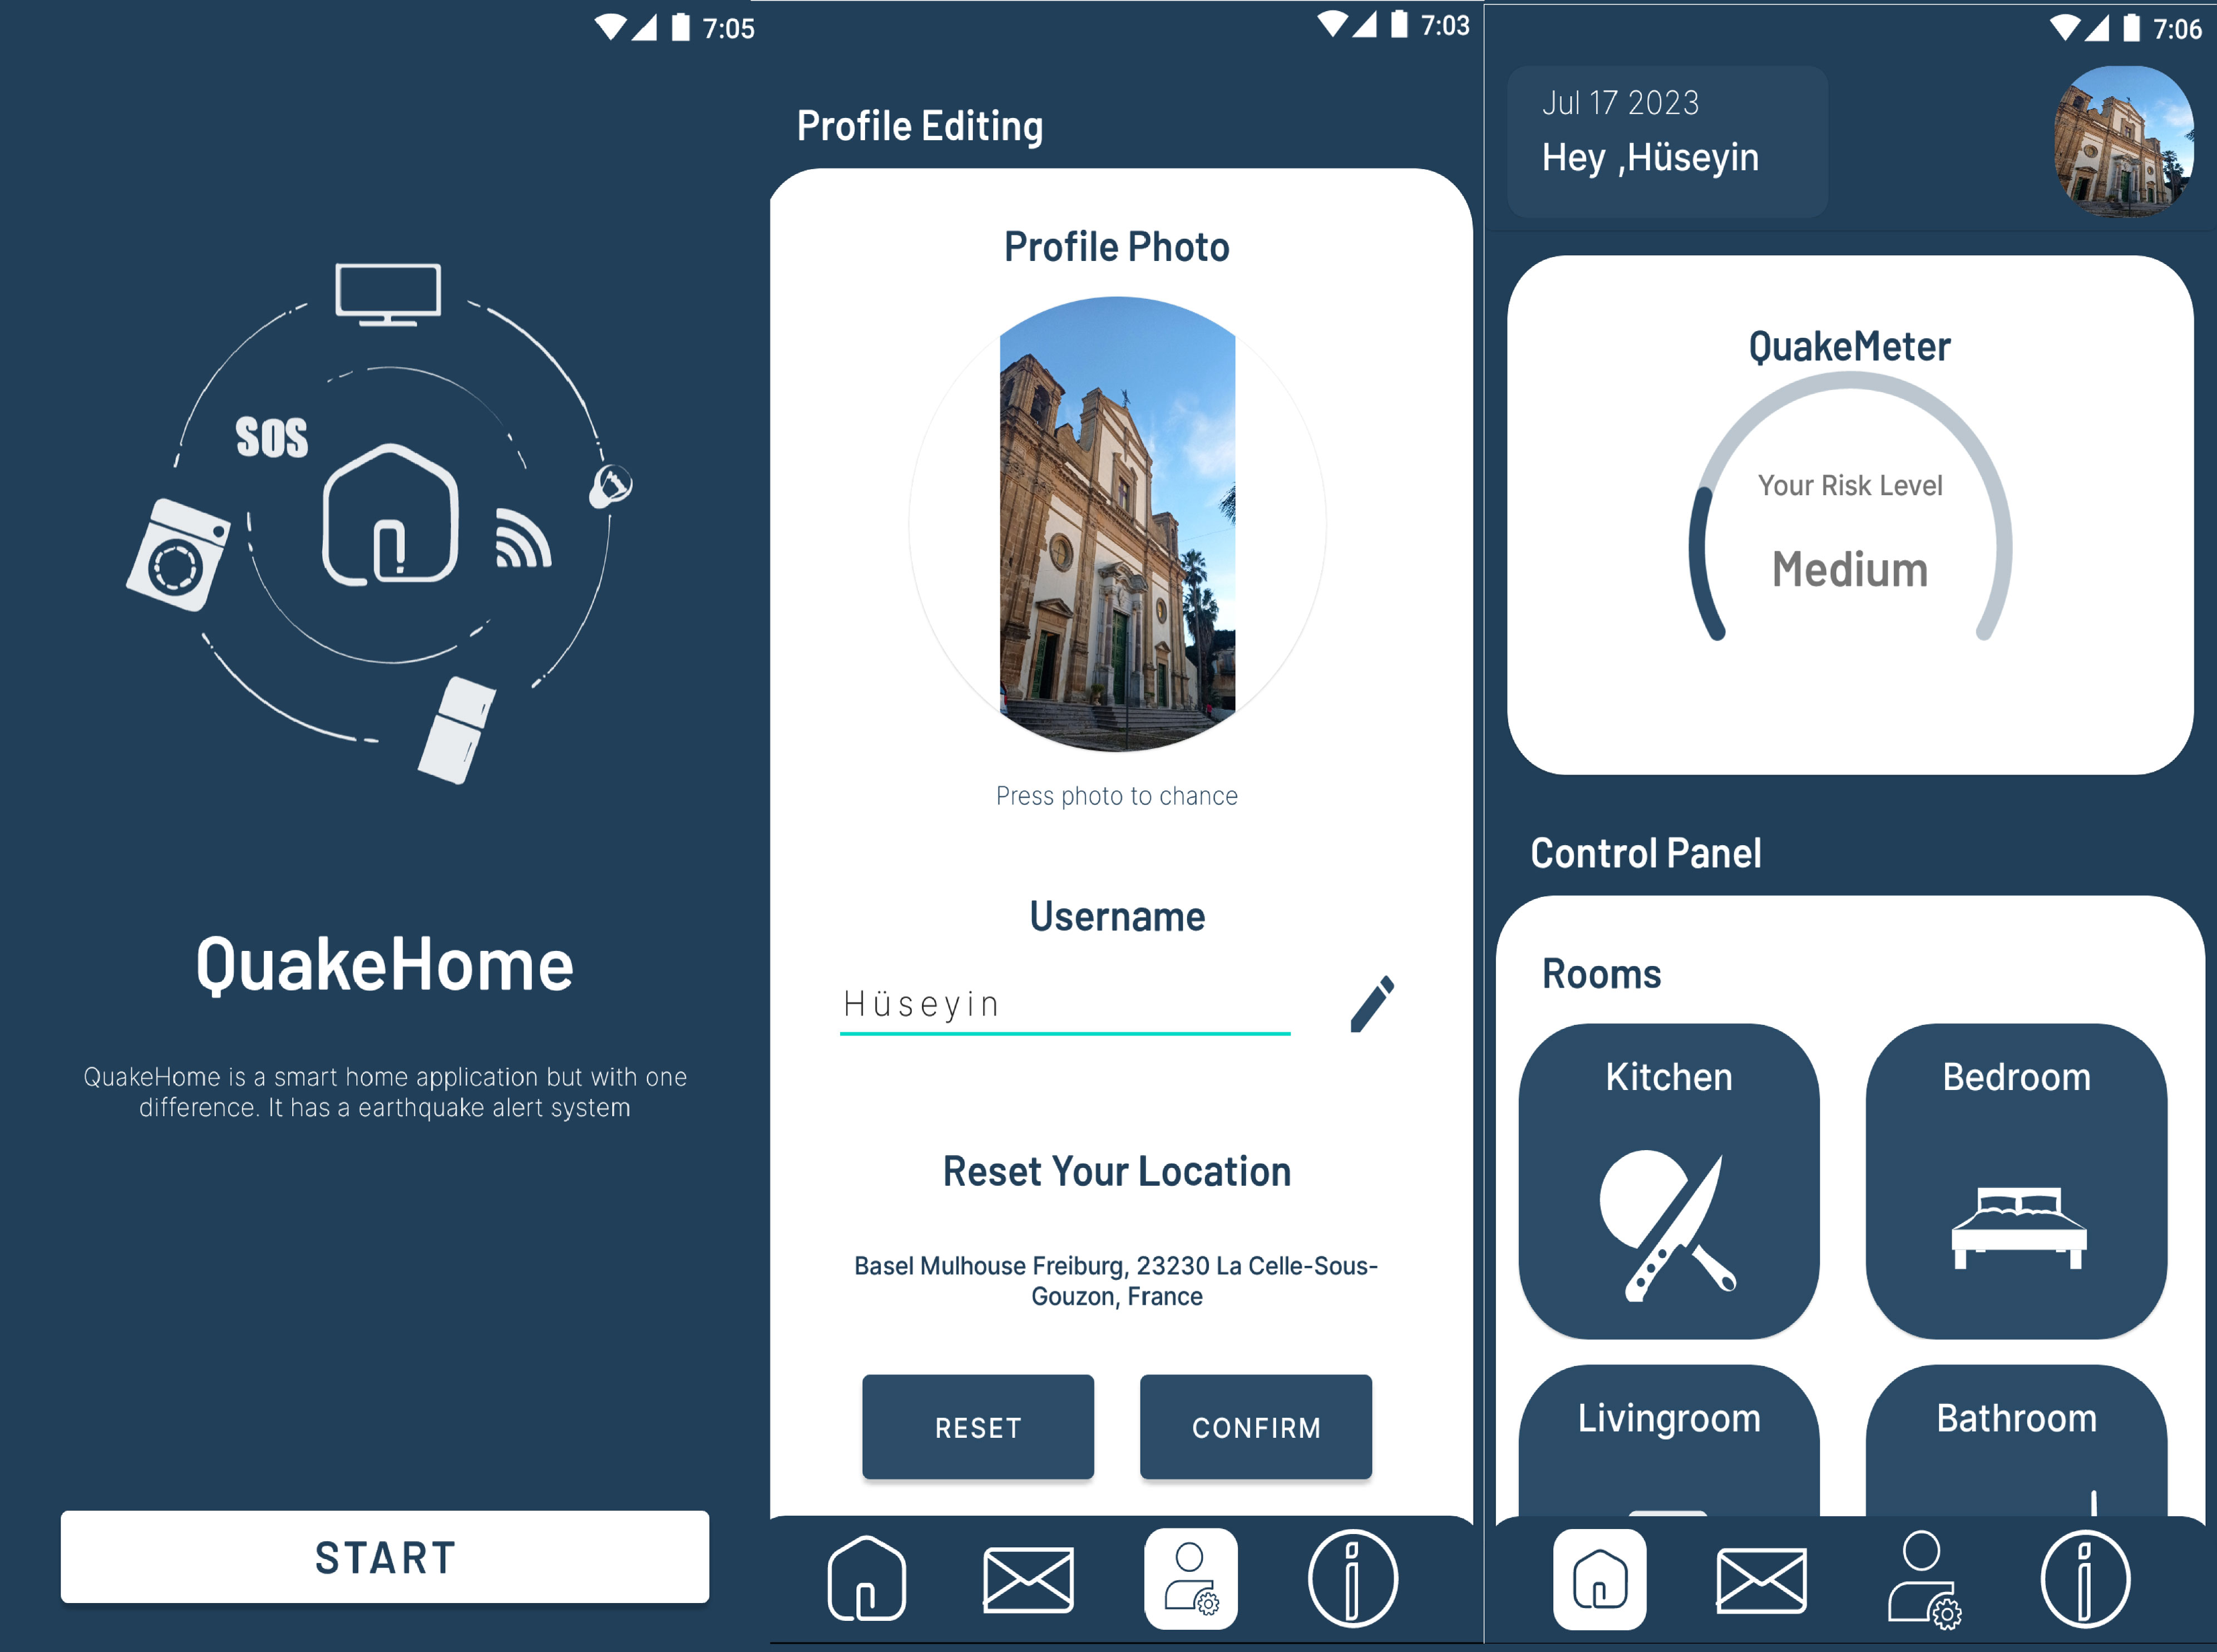 7:05
SOS
QuakeHome
QuakeHome is a smart home application but with one
difference. It has a earthquake alert system
START
7:03
Profile Editing
Profile Photo
Press photo to chance
Username
Hüseyin
Reset Your Location
Basel Mulhouse Freiburg, 23230 La Celle-Sous-
Gouzon, France
RESET
CONFIRM
7:06
Jul 17 2023
Hey ,Hüseyin
QuakeMeter
Your Risk Level
Medium
Control Panel
Rooms
Kitchen
Bedroom
Livingroom
Bathroom